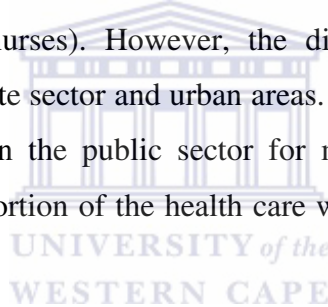 nurses). However, the di
te sector and urban areas.
n the public sector for
ortion of the health care
UNIVERSITY of the
WESTERN CAPE